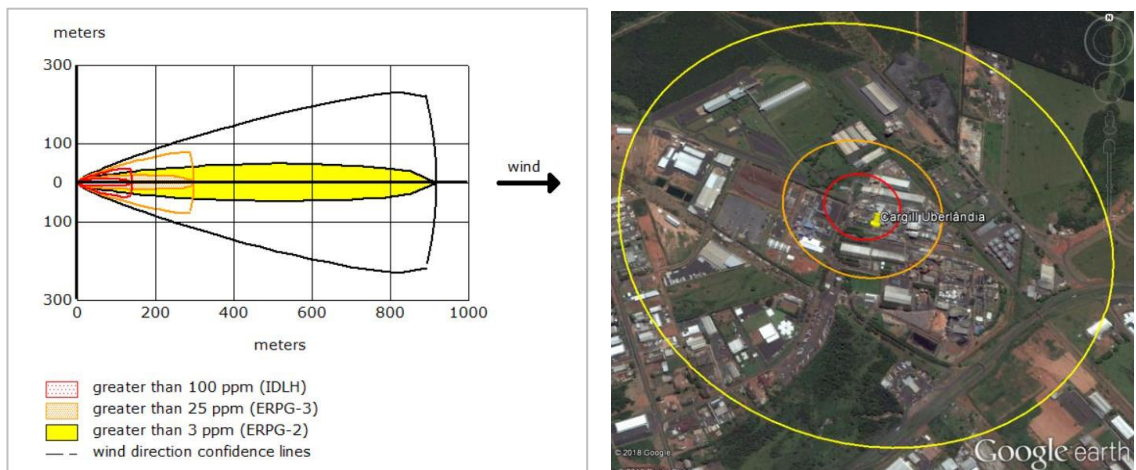 meters
300
100
0
100
300
0
200
400
600
800
1000
meters
wind
greater than 100 ppm (IDLH)
greater than 25 ppm (ERPG-3)
greater than 3 ppm (ERPG-2)
wind direction confidence lines
N
Cargill Uberlândia
© 2018 Google
Google earth